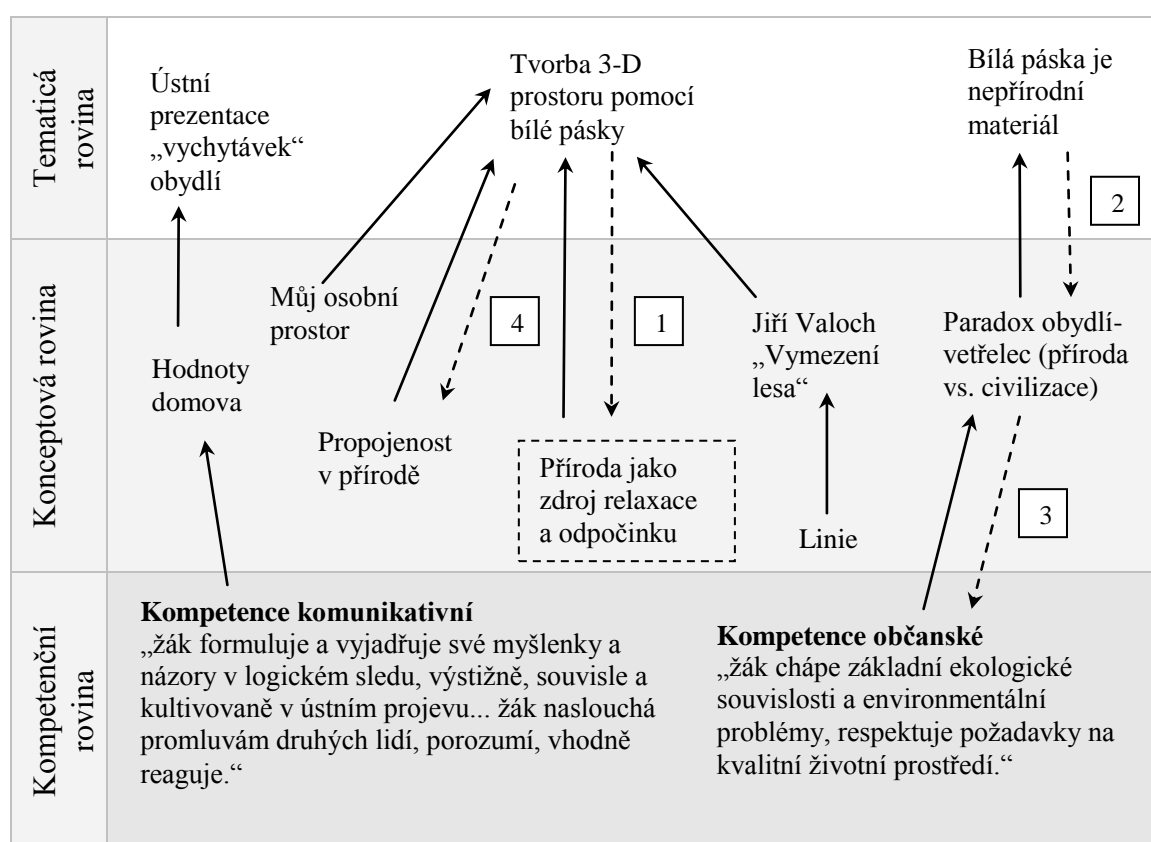 Tematicá
rovina
Ústní
prezentace
„vychytávek“
obydlí
Tvorba 3-D
prostoru pomocí
bílé pásky
Bílá páska je
nepřírodní
materiál
2
Konceptová rovina
Můj osobní
prostor
4
1
Jiří Valoch
„Vymezení
lesa“
Paradox obydlí-
vetřelec (příroda
vs. civilizace)
Hodnoty
domova
Propojenost
v přírodě
Příroda jako
zdroj relaxace
a odpočinku
Linie
3
Kompetenční
rovina
Kompetence komunikativní
„žák formuluje a vyjadřuje své myšlenky a
názory v logickém sledu, výstižně, souvisle a
kultivovaně v ústním projevu... žák naslouchá
promluvám druhých lidí, porozumí, vhodně
reaguje.“
Kompetence občanské
„žák chápe základní ekologické
souvislosti a environmentální
problémy, respektuje požadavky na
kvalitní životní prostředí.“